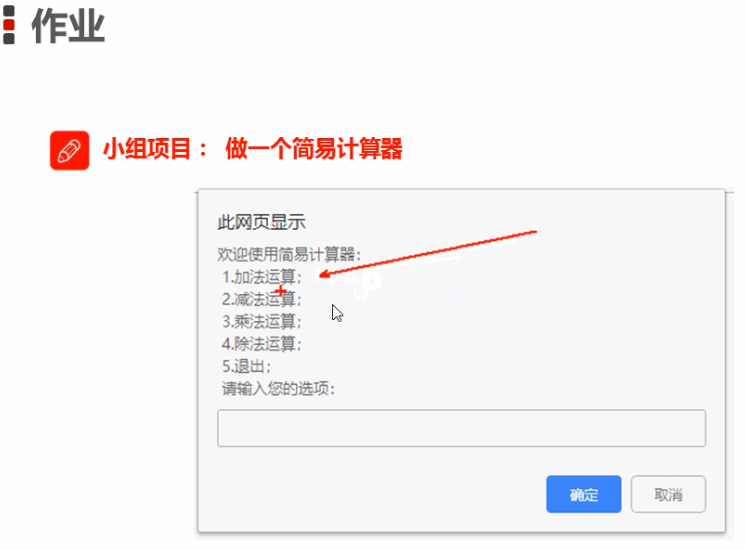 作业
小组项目： 做一个简易计算器
此网页显示
欢迎使用简易计算器：
1.加法运算；
2.减法运算；
3.乘法运算；
4.除法运算；
5.退出；
请输入您的选项：
确定 取消